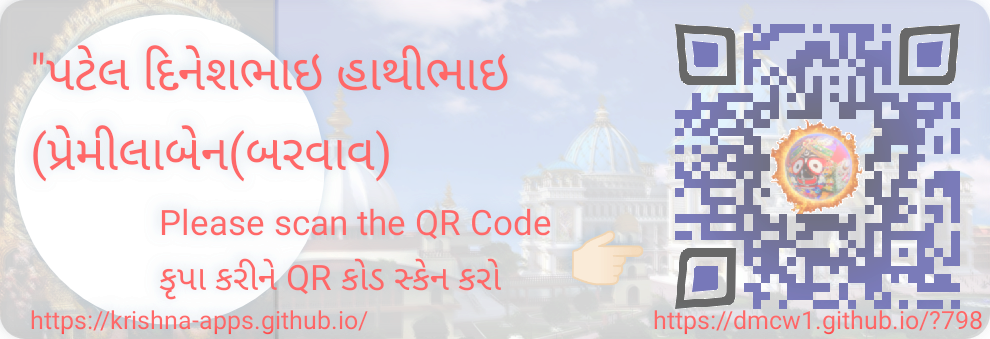 "પટેલ દિનેશભાઇ હાથીભાઇ
(પ્રેમીલાબેન(બરવાવ)
Please scan the QR Code
કૃપા કરીને QR કોડ સ્કેન કરો
https://krishna-apps.github.io/
https://dmcw1.github.io/?798